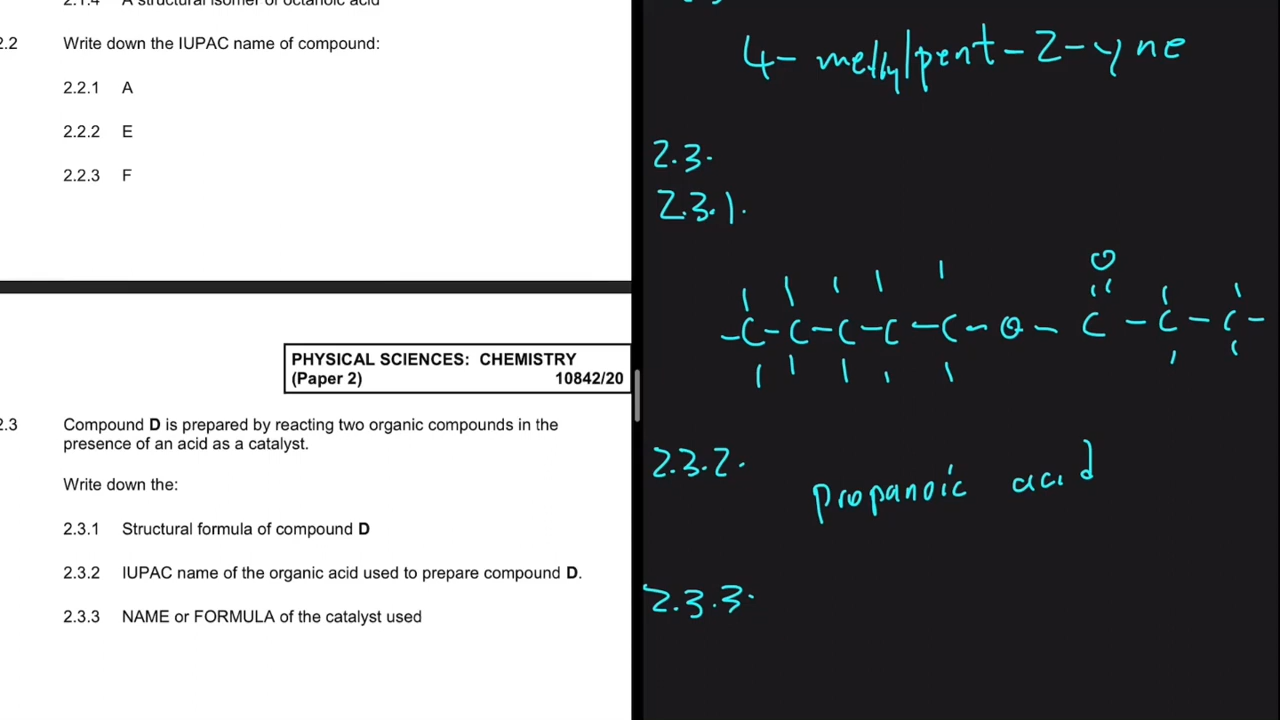 2.1.4 A structural isomer of octanoic acid
2.2 Write down the IUPAC name of compound:
2.2.1 A
2.2.2 E
2.2.3 F
PHYSICAL SCIENCES: CHEMISTRY
(Paper 2) 10842/20
2.3 Compound D is prepared by reacting two organic compounds in the
presence of an acid as a catalyst.
Write down the:
2.3.1 Structural formula of compound D
2.3.2 IUPAC name of the organic acid used to prepare compound D.
2.3.3 NAME or FORMULA of the catalyst used
4-methylpent-2-yne
2.3.
2.3.1.
O
-C-C-C-C-C-O-C-C-C-
2.3.2.
propanoic acid
2.3.3.